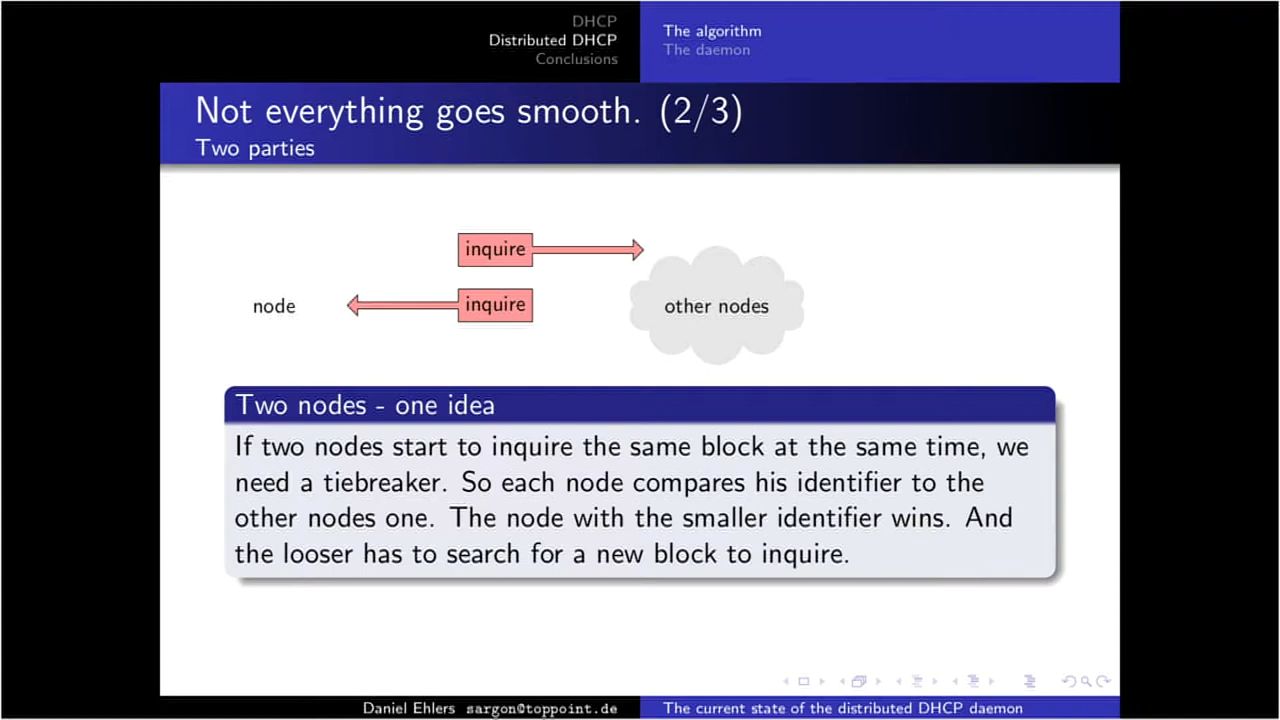 DHCP
Distributed DHCP
Conclusions
The algorithm
The daemon
Not everything goes smooth. (2/3)
Two parties
inquire
node
inquire
other nodes
Two nodes - one idea
If two nodes start to inquire the same block at the same time, we
need a tiebreaker. So each node compares his identifier to the
other nodes one. The node with the smaller identifier wins. And
the looser has to search for a new block to inquire.
Daniel Ehlers sargon@toppoint.de
The current state of the distributed DHCP daemon